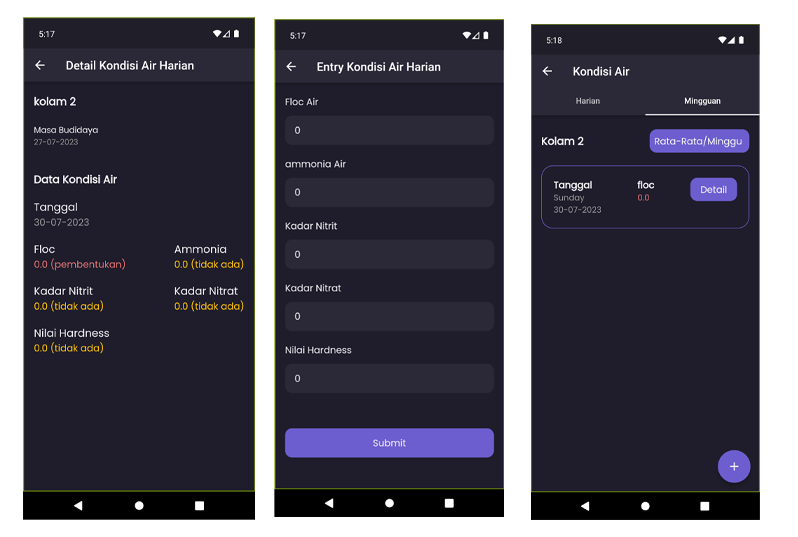 5:17
Detail Kondisi Air Harian
kolam 2
Masa Budidaya
27-07-2023
Data Kondisi Air
Tanggal
30-07-2023
Floc Ammonia
0.0 (pembentukan) 0.0 (tidak ada)
Kadar Nitrit Kadar Nitrat
0.0 (tidak ada) 0.0 (tidak ada)
Nilai Hardness
0.0 (tidak ada)
5:17
Entry Kondisi Air Harian
Floc Air
0
ammonia Air
0
Kadar Nitrit
0
Kadar Nitrat
0
Nilai Hardness
0
Submit
5:18
Kondisi Air
Harian Mingguan
Kolam 2 Rata-Rata/Minggu
Tanggal floc Detail
Sunday 0.0
30-07-2023
+